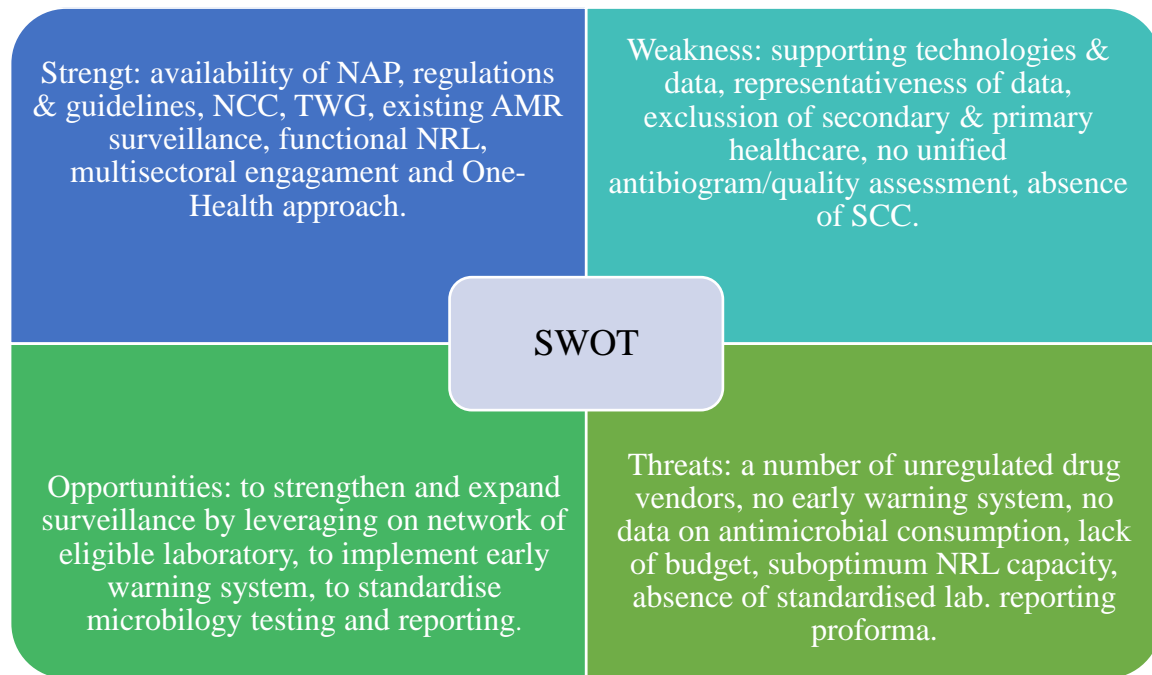 Strengt: availability of NAP, regulations
& guidelines, NCC, TWG, existing AMR
surveillance, functional NRL,
multisectoral engagament and One-
Health approach.
Weakness: supporting technologies &
data, representativeness of data,
exclussion of secondary & primary
healthcare, no unified
antibiogram/quality assessment, absence
of SCC.
SWOT
Opportunities: to strengthen and expand
surveillance by leveraging on network of
eligible laboratory, to implement early
warning system, to standardise
microbilogy testing and reporting.
Threats: a number of unregulated drug
vendors, no early warning system, no
data on antimicrobial consumption, lack
of budget, suboptimum NRL capacity,
absence of standardised lab. reporting
proforma.